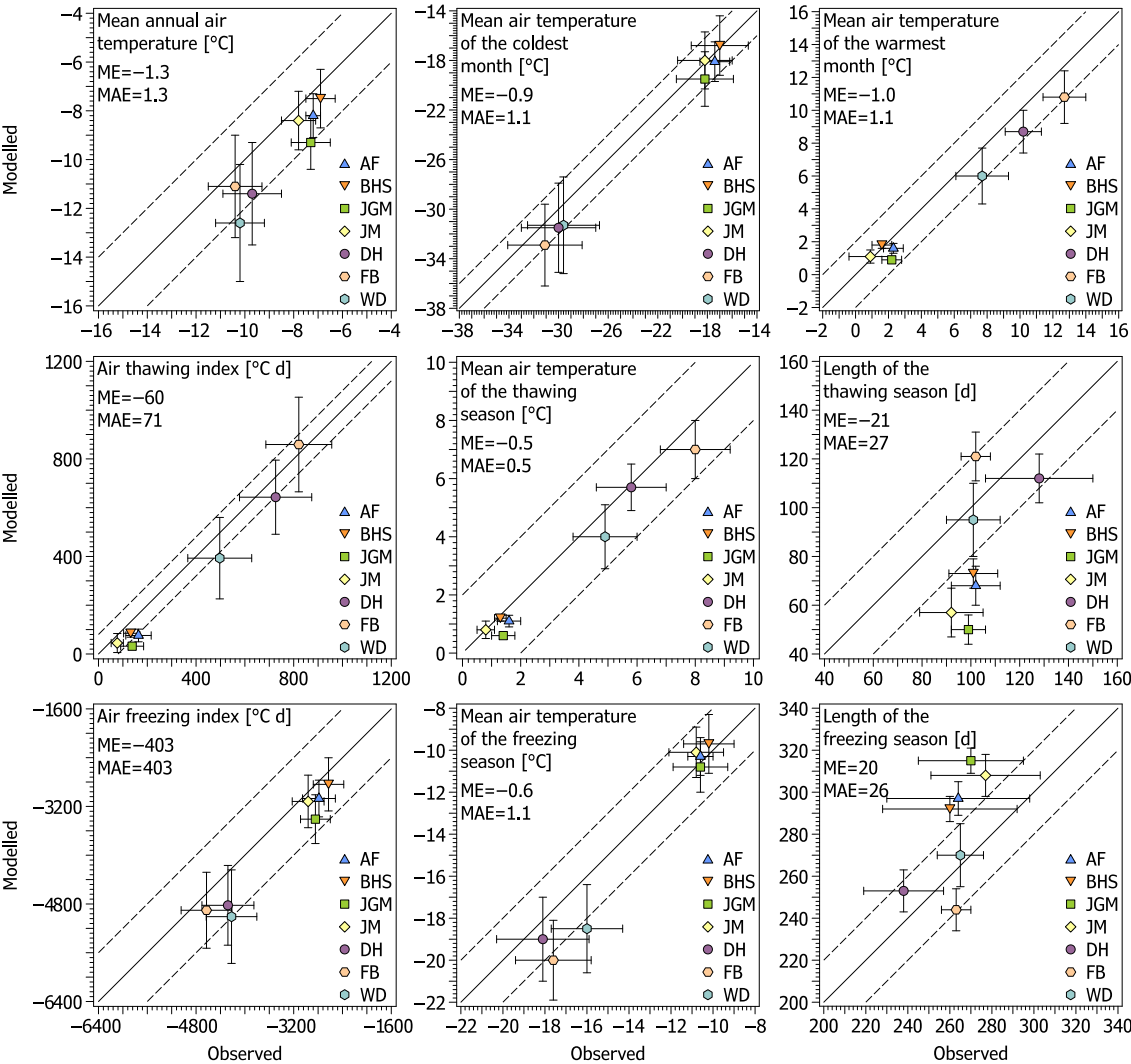 Mean annual air
temperature [°C]
ME=−1.3
MAE=1.3
Modelled
−4
−6
−8
−10
−12
−14
−16
−16
−14
−12
−10
−8
−6
−4
AF
BHS
JGM
JM
DH
FB
WD
Mean air temperature
of the coldest
month [°C]
ME=−0.9
MAE=1.1
−14
−18
−22
−26
−30
−34
−38
−38
−34
−30
−26
−22
−18
−14
AF
BHS
JGM
JM
DH
FB
WD
Mean air temperature
of the warmest
month [°C]
ME=−1.0
MAE=1.1
16
14
12
10
8
6
4
2
0
−2
−2
0
2
4
6
8
10
12
14
16
AF
BHS
JGM
JM
DH
FB
WD
Air thawing index [°C d]
ME=−60
MAE=71
Modelled
1200
800
400
0
0
400
800
1200
AF
BHS
JGM
JM
DH
FB
WD
Mean air temperature
of the thawing
season [°C]
ME=−0.5
MAE=0.5
10
8
6
4
2
0
0
2
4
6
8
10
AF
BHS
JGM
JM
DH
FB
WD
Length of the
thawing season [d]
ME=−21
MAE=27
160
140
120
100
80
60
40
40
60
80
100
120
140
160
AF
BHS
JGM
JM
DH
FB
WD
Air freezing index [°C d]
ME=−403
MAE=403
Modelled
−1600
−3200
−4800
−6400
−6400
−4800
−3200
−1600
Observed
AF
BHS
JGM
JM
DH
FB
WD
Mean air temperature
of the freezing
season [°C]
ME=−0.6
MAE=1.1
−8
−10
−12
−14
−16
−18
−20
−22
−22
−20
−18
−16
−14
−12
−10
−8
Observed
AF
BHS
JGM
JM
DH
FB
WD
Length of the
freezing season [d]
ME=20
MAE=26
340
320
300
280
260
240
220
200
200
220
240
260
280
300
320
340
Observed
AF
BHS
JGM
JM
DH
FB
WD